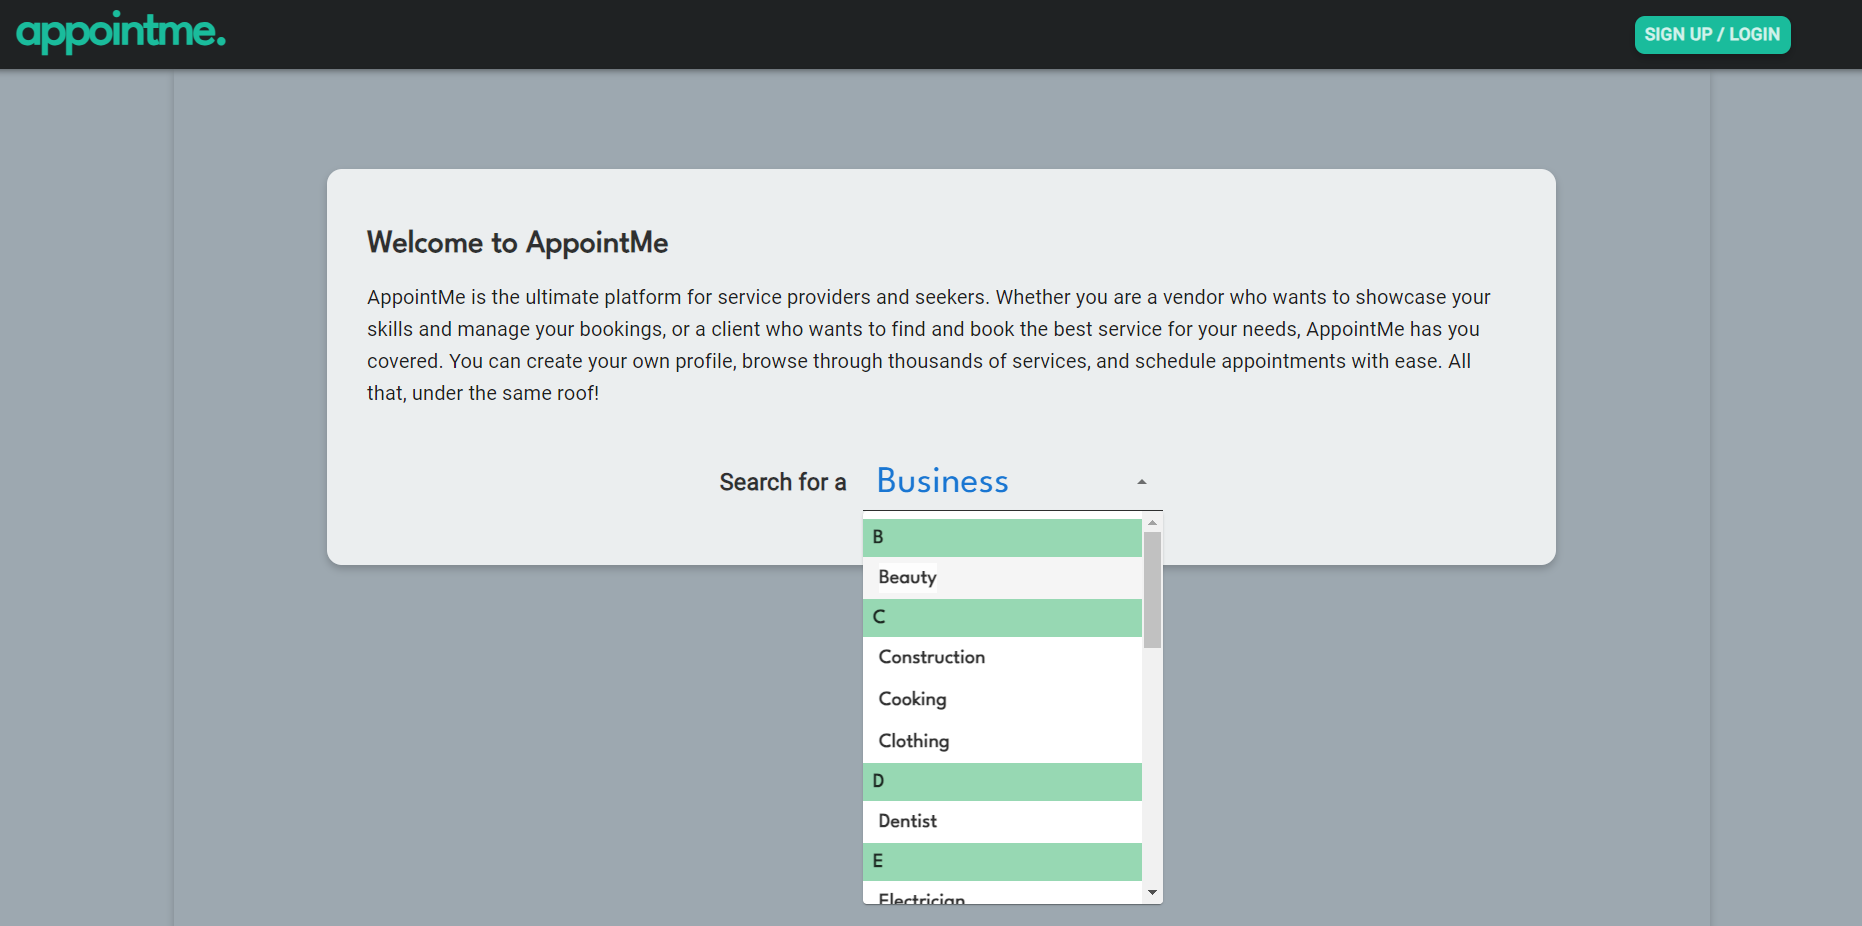 appointme.
SIGN UP / LOGIN
Welcome to AppointMe
AppointMe is the ultimate platform for service providers and seekers. Whether you are a vendor who wants to showcase your
skills and manage your bookings, or a client who wants to find and book the best service for your needs, AppointMe has you
covered. You can create your own profile, browse through thousands of services, and schedule appointments with ease. All
that, under the same roof!
Search for a Business
B
Beauty
C
Construction
Cooking
Clothing
D
Dentist
E
Electrician